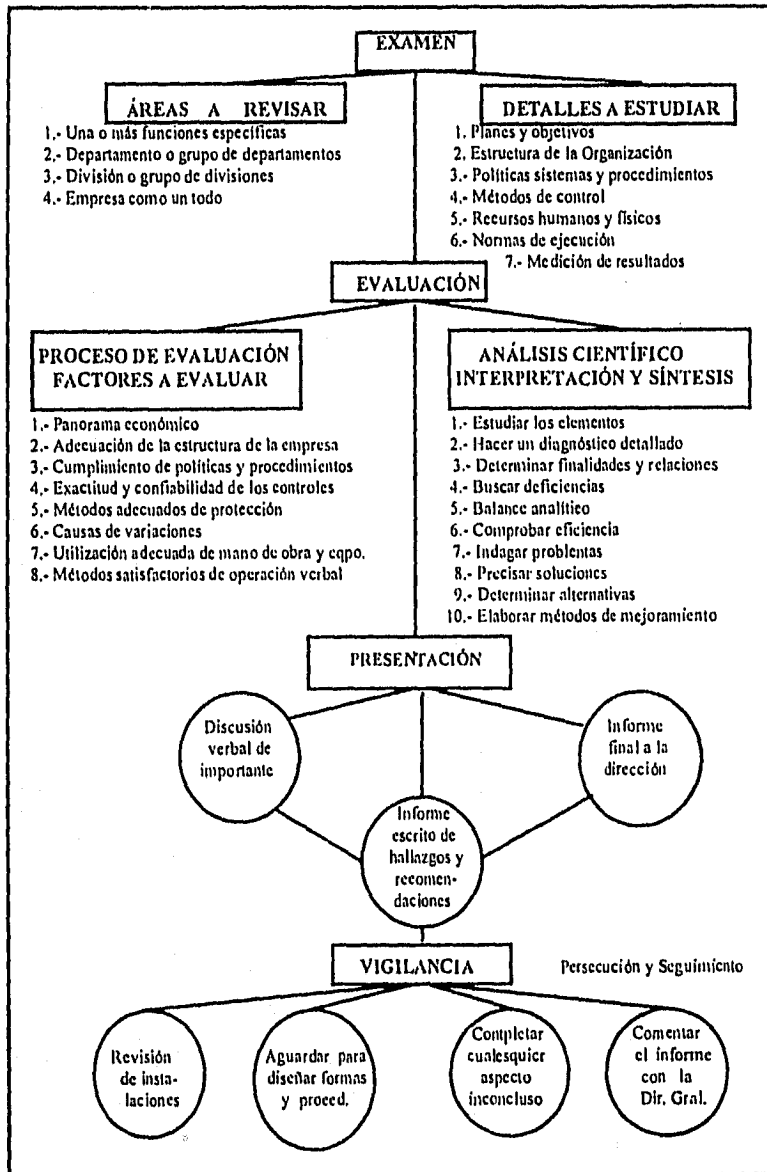 EXAMEN
ÁREAS A REVISAR
1.- Una o más funciones específicas
2.- Departamento o grupo de departamentos
3.- División o grupo de divisiones
4.- Empresa como un todo
DETALLES A ESTUDIAR
1. Planes y objetivos
2. Estructura de la Organización
3.- Políticas sistemas y procedimientos
4.- Métodos de control
5.- Recursos humanos y físicos
6.- Normas de ejecución
7.- Medición de resultados
EVALUACIÓN
PROCESO DE EVALUACIÓN
FACTORES A EVALUAR
1.- Panorama económico
2.- Adecuación de la estructura de la empresa
3.- Cumplimiento de políticas y procedimientos
4.- Exactitud y confiabilidad de los controles
5.- Métodos adecuados de protección
6.- Causas de variaciones
7.- Utilización adecuada de mano de obra y eqpo.
8.- Métodos satisfactorios de operación verbal
ANÁLISIS CIENTÍFICO
INTERPRETACIÓN Y SÍNTESIS
1.- Estudiar los elementos
2.- Hacer un diagnóstico detallado
3.- Determinar finalidades y relaciones
4.- Buscar deficiencias
5.- Balance analítico
6.- Comprobar eficiencia
7.- Indagar problemas
8.- Precisar soluciones
9.- Determinar alternativas
10.- Elaborar métodos de mejoramiento
PRESENTACIÓN
Discusión
verbal de
importante
Informe
escrito de
hallazgos y
recomen-
daciones
Informe
final a la
dirección
VIGILANCIA
Persecución y Seguimiento
Revisión
de insta-
laciones
Aguardar para
diseñar formas
y proced.
Completar
cualesquier
aspecto
inconcluso
Comentar
el informe
con la
Dir. Gral.